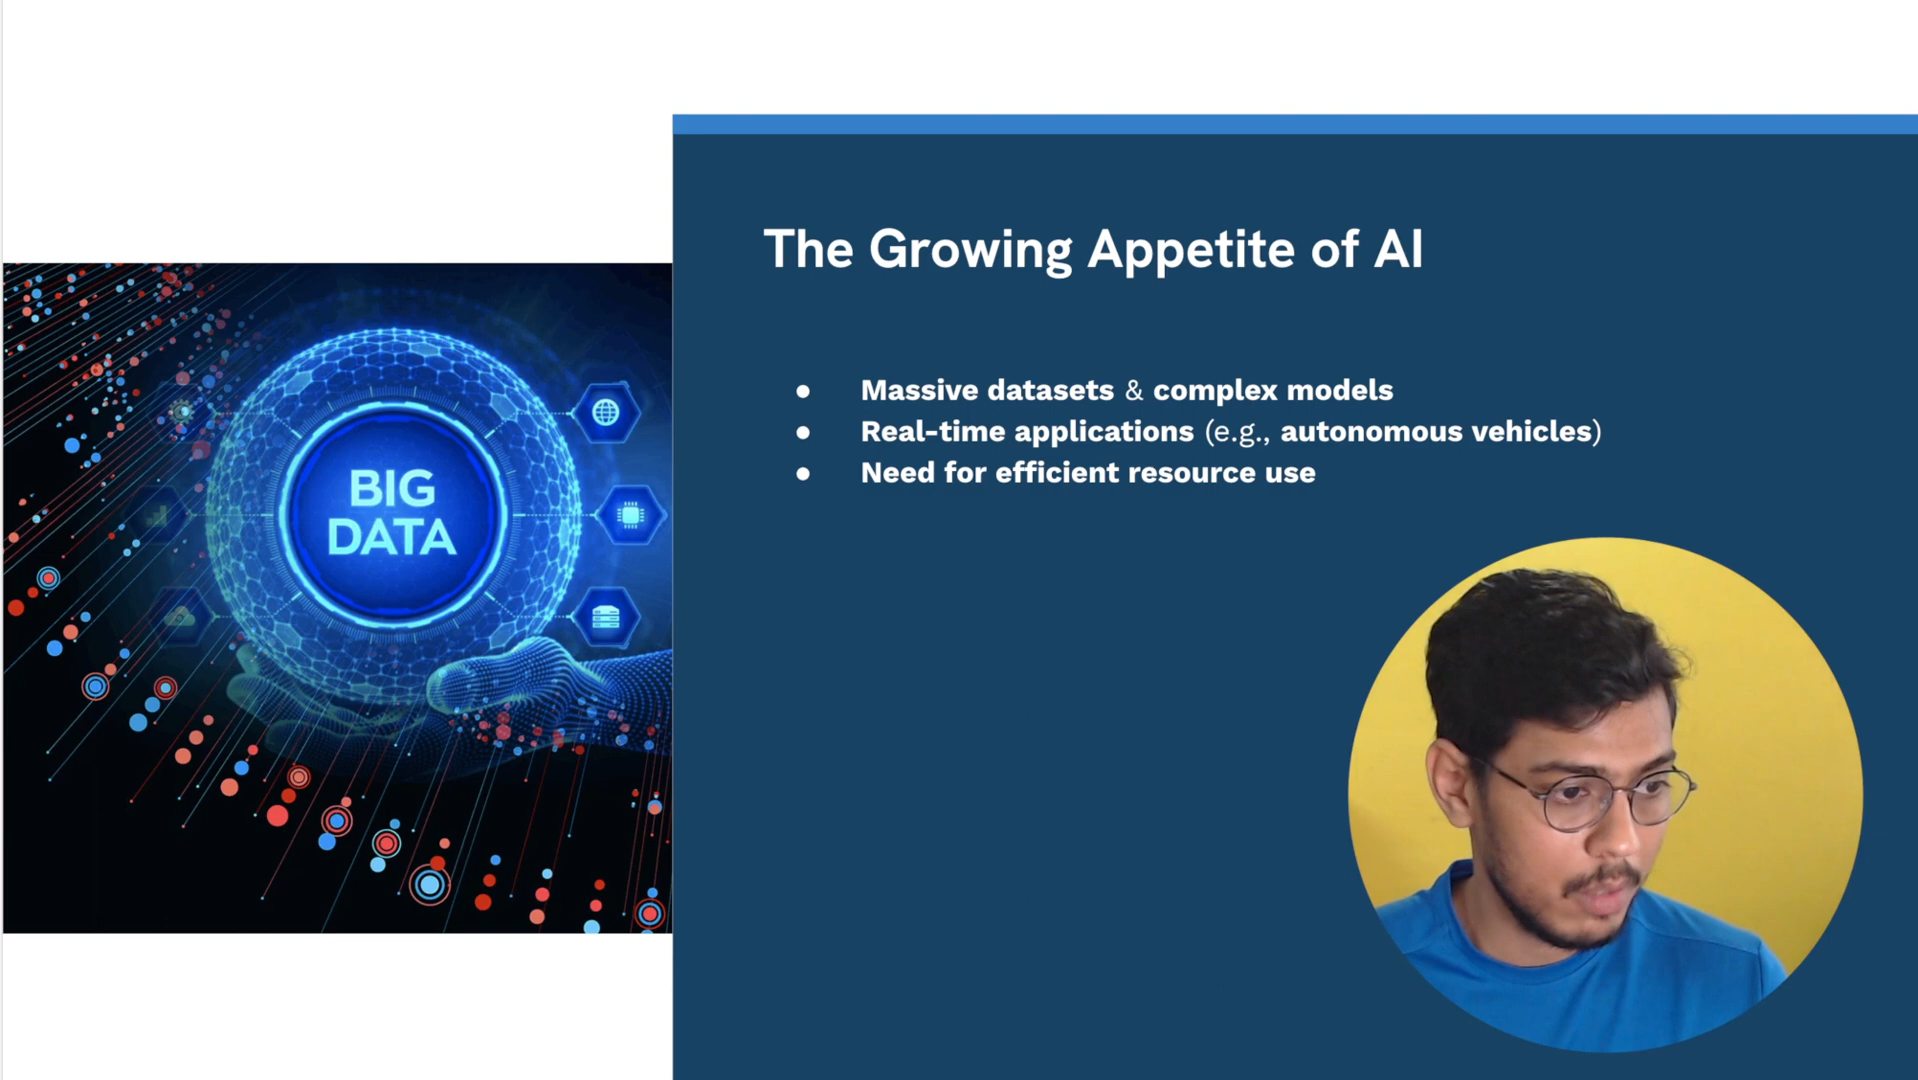 BIG
DATA
The Growing Appetite of AI
● Massive datasets & complex models
● Real-time applications (e.g., autonomous vehicles)
● Need for efficient resource use